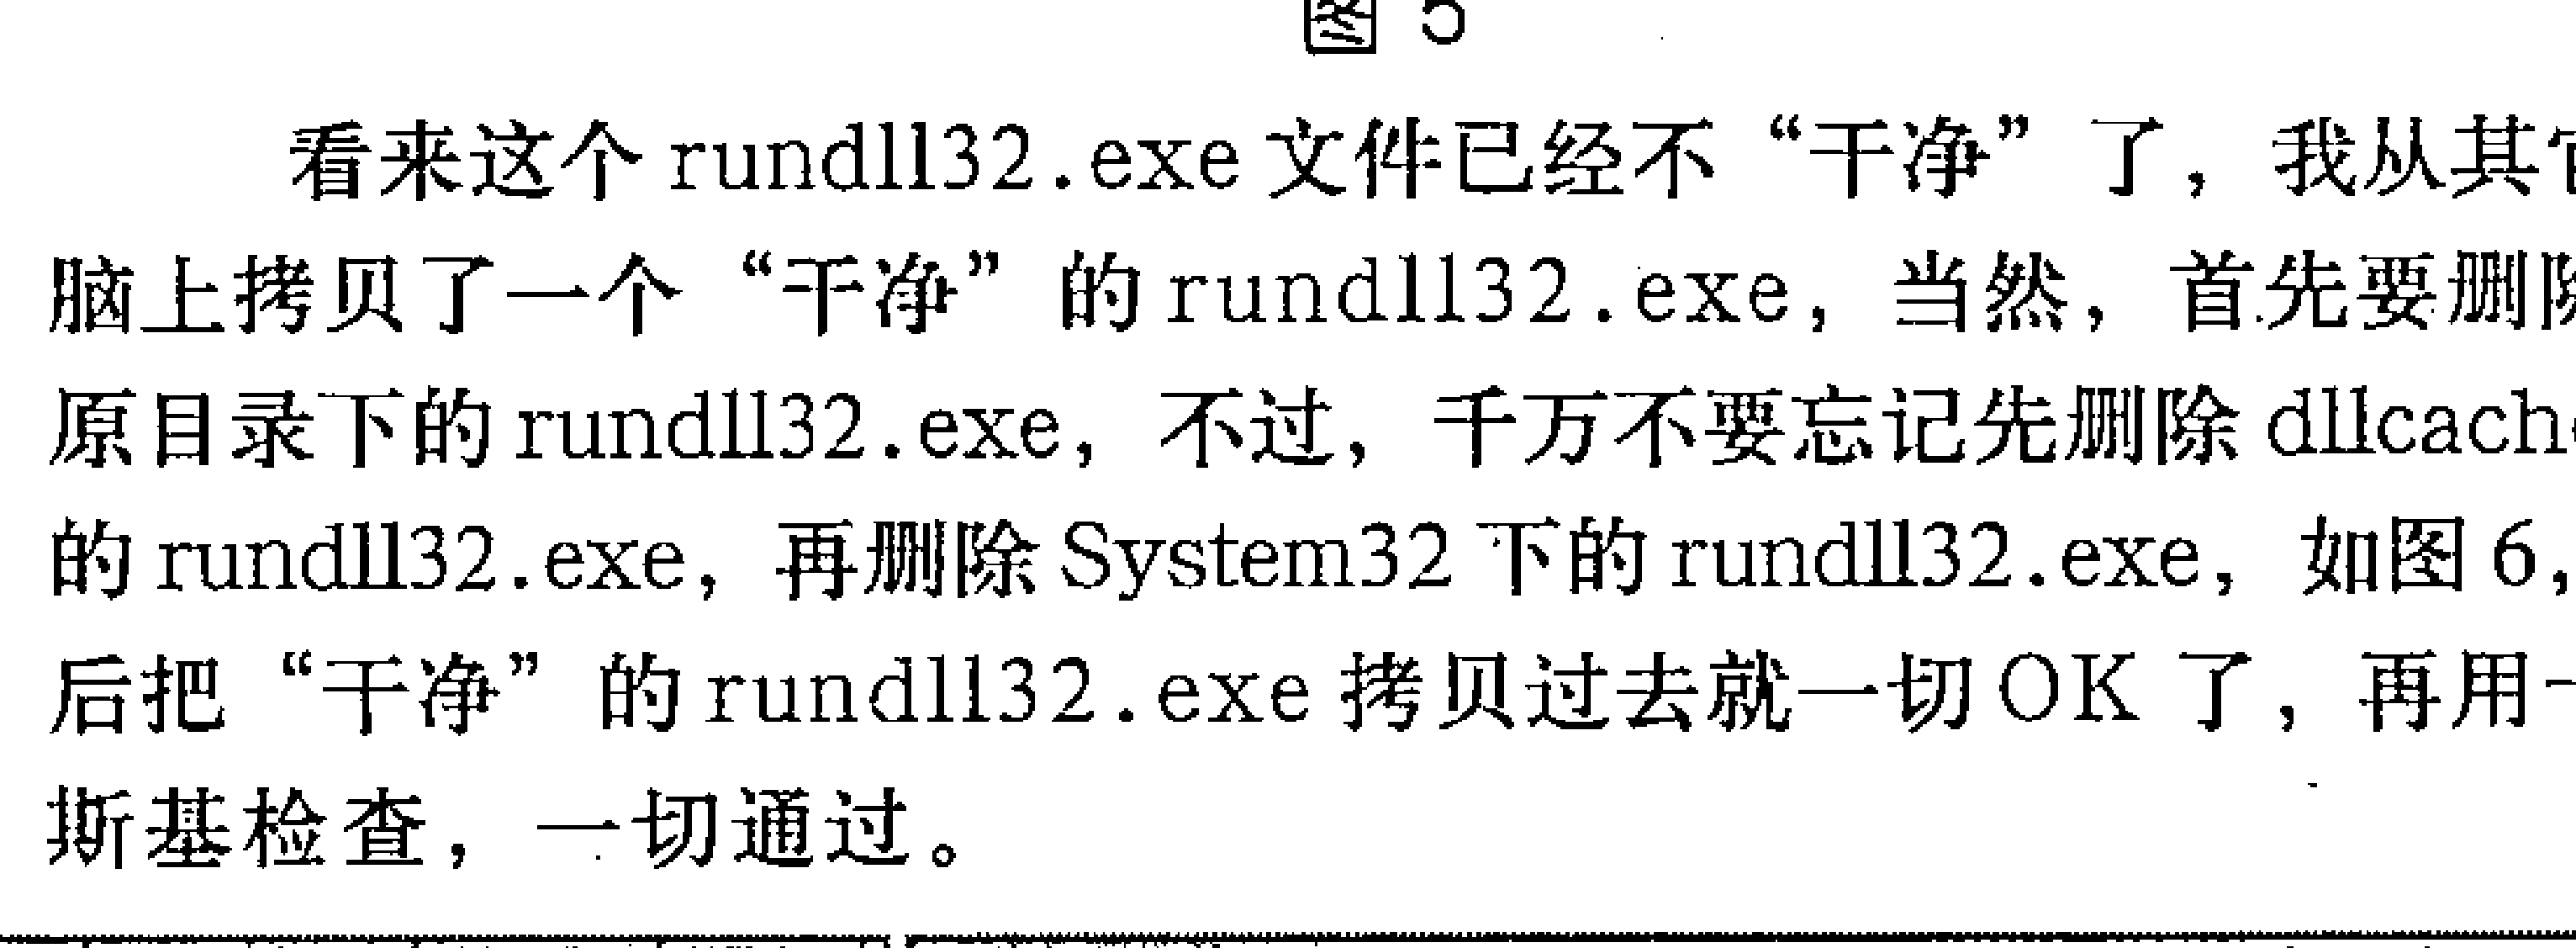 图 5
看来这个 rundll32.exe 文件已经不“干净”了，我从其它
脑上拷贝了一个“干净”的 rundll32.exe，当然，首先要删除
原目录下的 rundll32.exe，不过，千万不要忘记先删除 dllcache
的 rundll32.exe，再删除 System32 下的 rundll32.exe，如图 6，
后把“干净”的 rundll32.exe 拷贝过去就一切 OK 了，再用
斯基检查，一切通过。